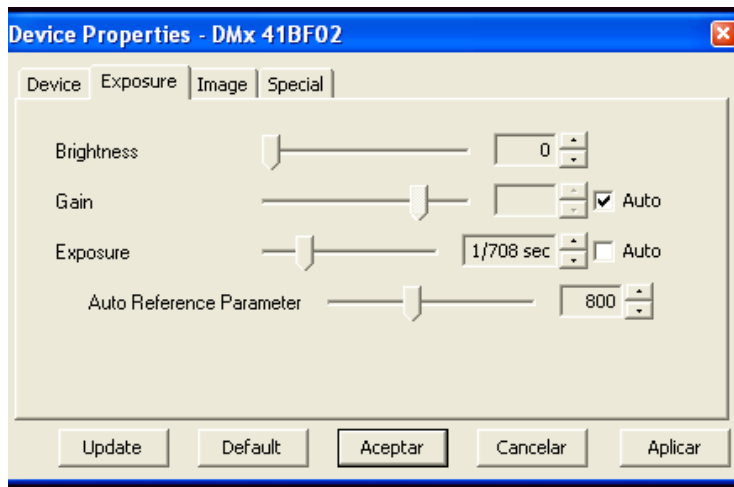 Device Properties - DMx 41BF02
Device Exposure Image Special
Brightness 0
Gain Auto
Exposure 1/708 sec Auto
Auto Reference Parameter 800
Update Default Aceptar Cancelar Aplicar